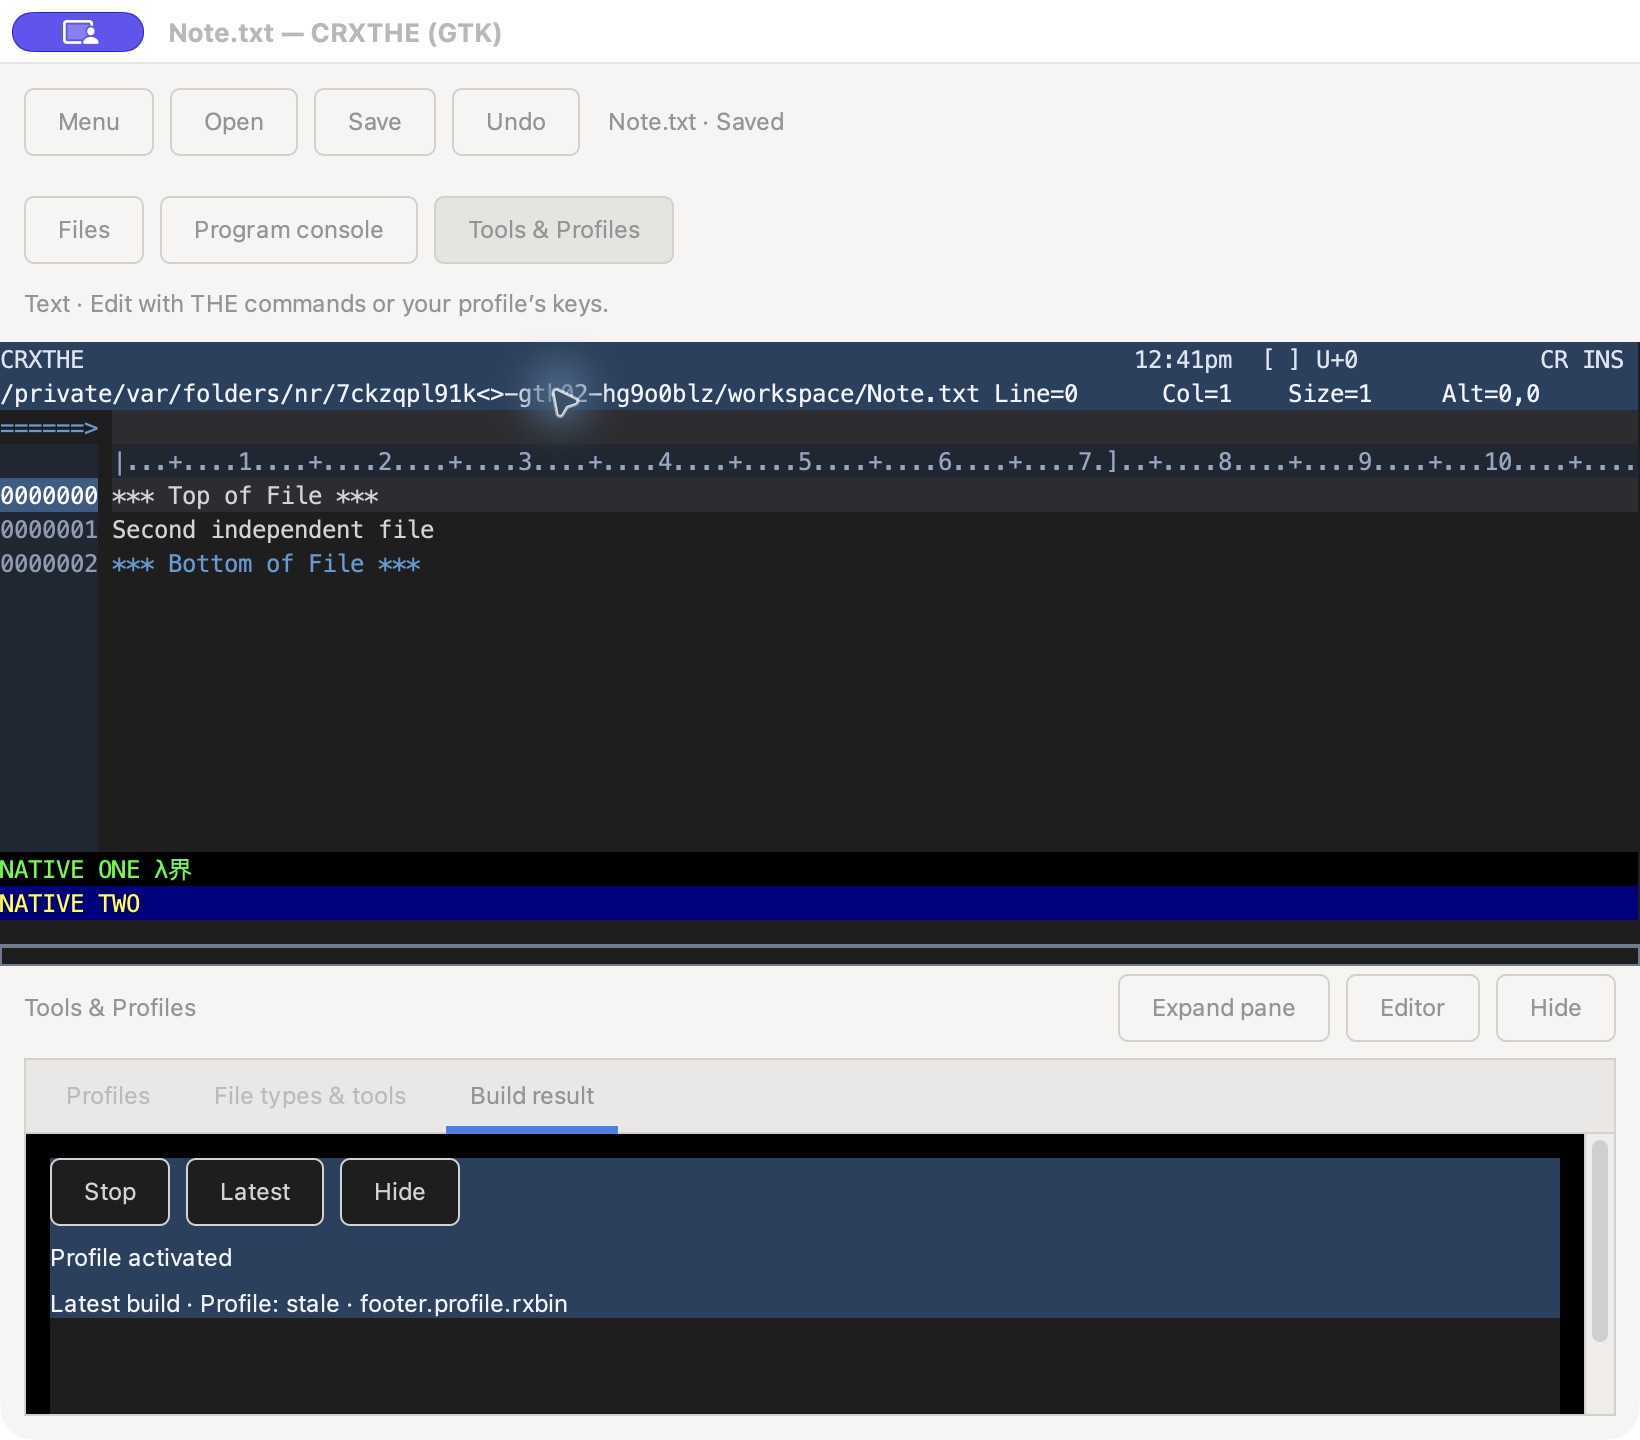 Note.txt — CRXTHE (GTK)
Menu Open Save Undo Note.txt · Saved
Files Program console Tools & Profiles
Text · Edit with THE commands or your profile’s keys.
CRXTHE 12:41pm [ ] U+0 CR INS
/private/var/folders/nr/7ckzqpl91k<>-gtk02-hg9o0blz/workspace/Note.txt Line=0 Col=1 Size=1 Alt=0,0
======>
|...+....1....+....2....+....3....+....4....+....5....+....6....+....7.]..+....8....+....9....+...10....+....
0000000 *** Top of File ***
0000001 Second independent file
0000002 *** Bottom of File ***
NATIVE ONE λ界
NATIVE TWO
Tools & Profiles Expand pane Editor Hide
Profiles File types & tools Build result
Stop Latest Hide
Profile activated
Latest build · Profile: stale · footer.profile.rxbin